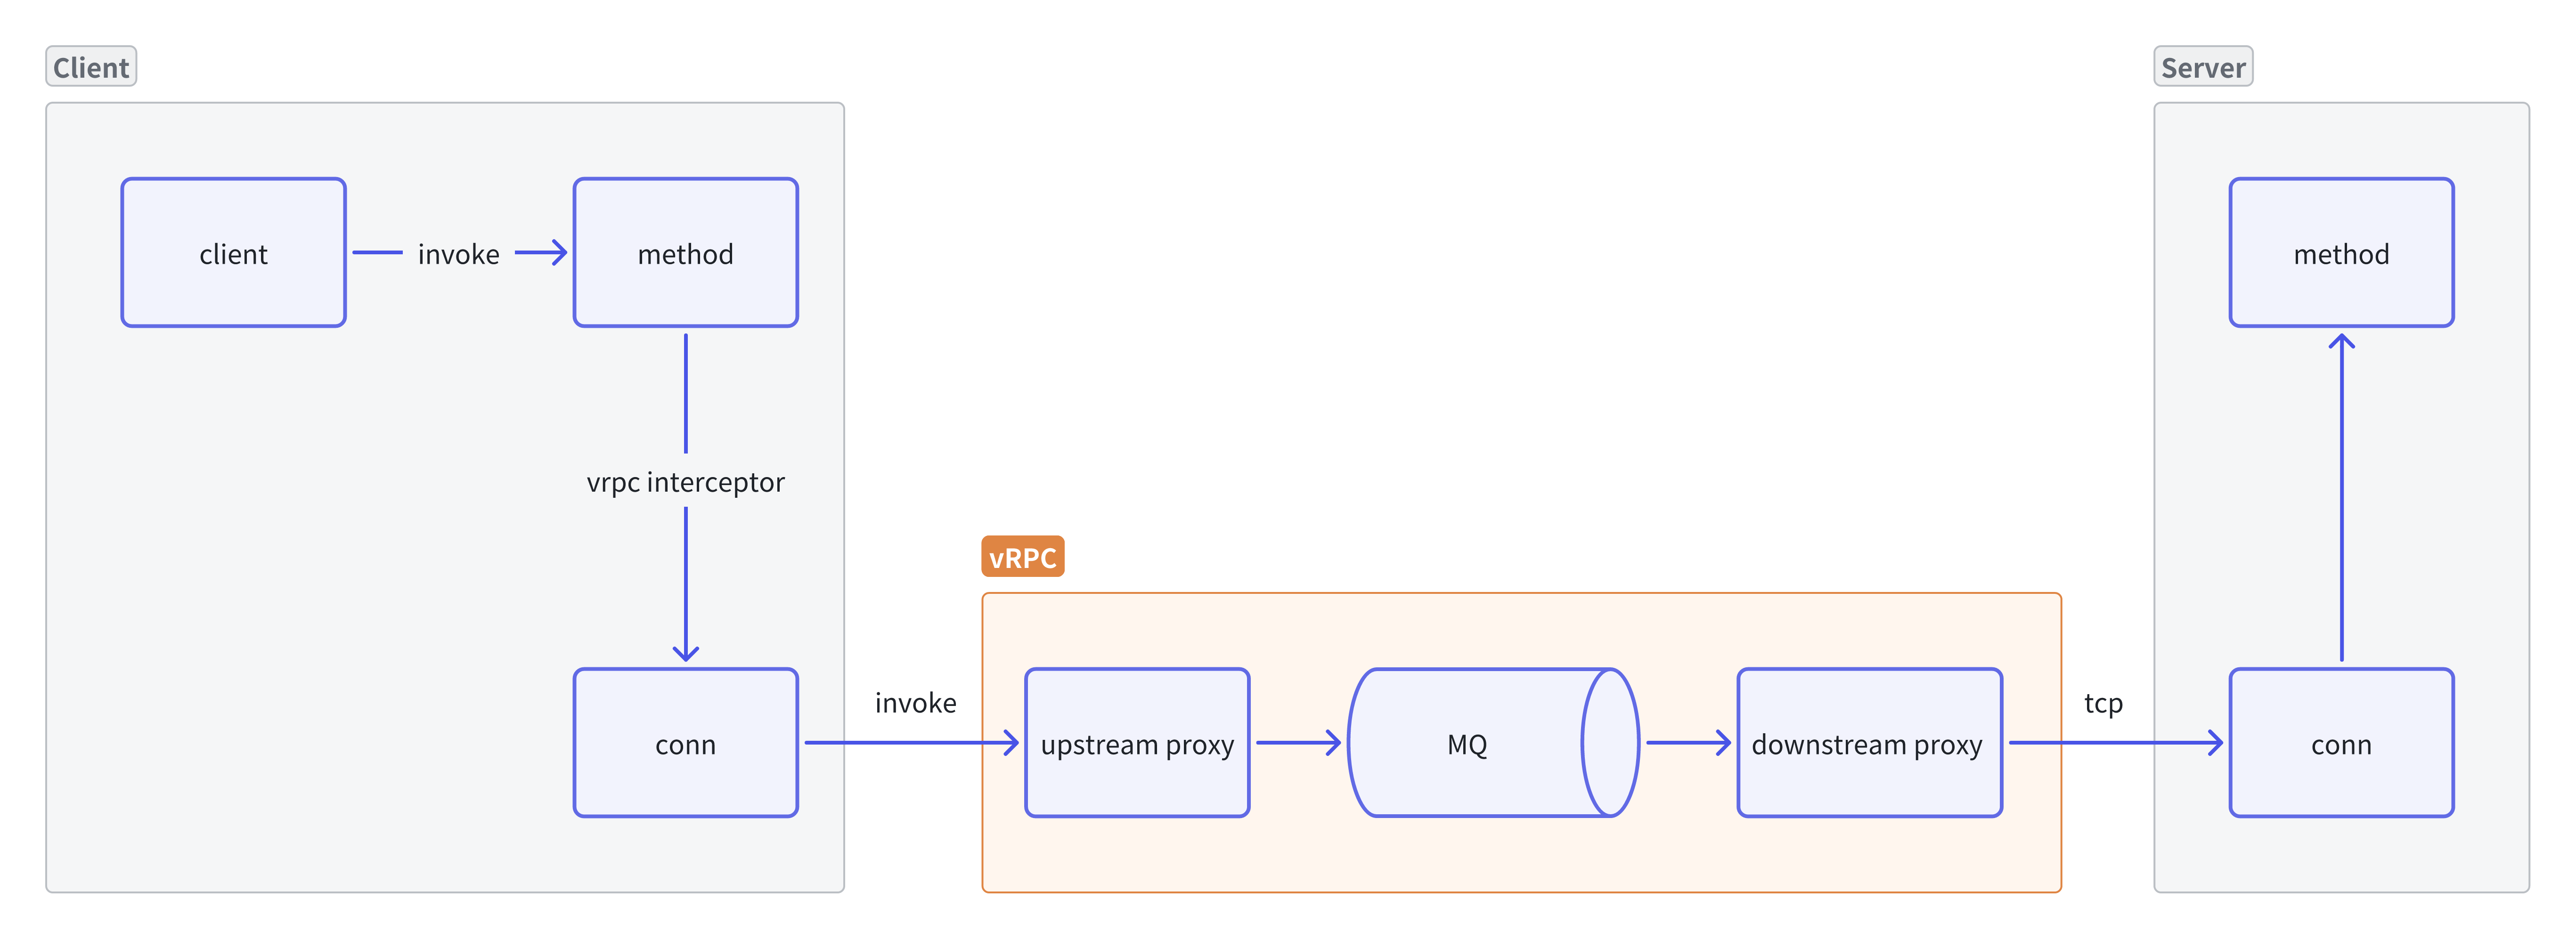 Client
Server
client
invoke
method
method
vrpc interceptor
vRPC
conn
invoke
upstream proxy
MQ
downstream proxy
tcp
conn